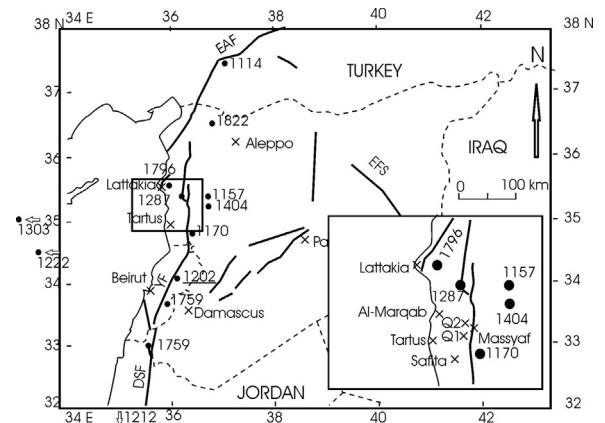 34 E 36 40 42
38 N 38 N
EAF
1114
TURKEY
N
37 37
1822
Aleppo
IRAQ
36 36
1796
EFS
Lattakia
1157
0 100 km
1287
1404
Tartus
35 35
1303
1170
Pa
1222
1796
Lattakia
1157
34 34
Beirut
YF
1202
1287
1404
1759
Damascus
Al-Marqab
Q2
Q1
Massyaf
Tartus
1170
Safita
33 33
1759
DSF
JORDAN
32 32
34 E 1212 36 40 42